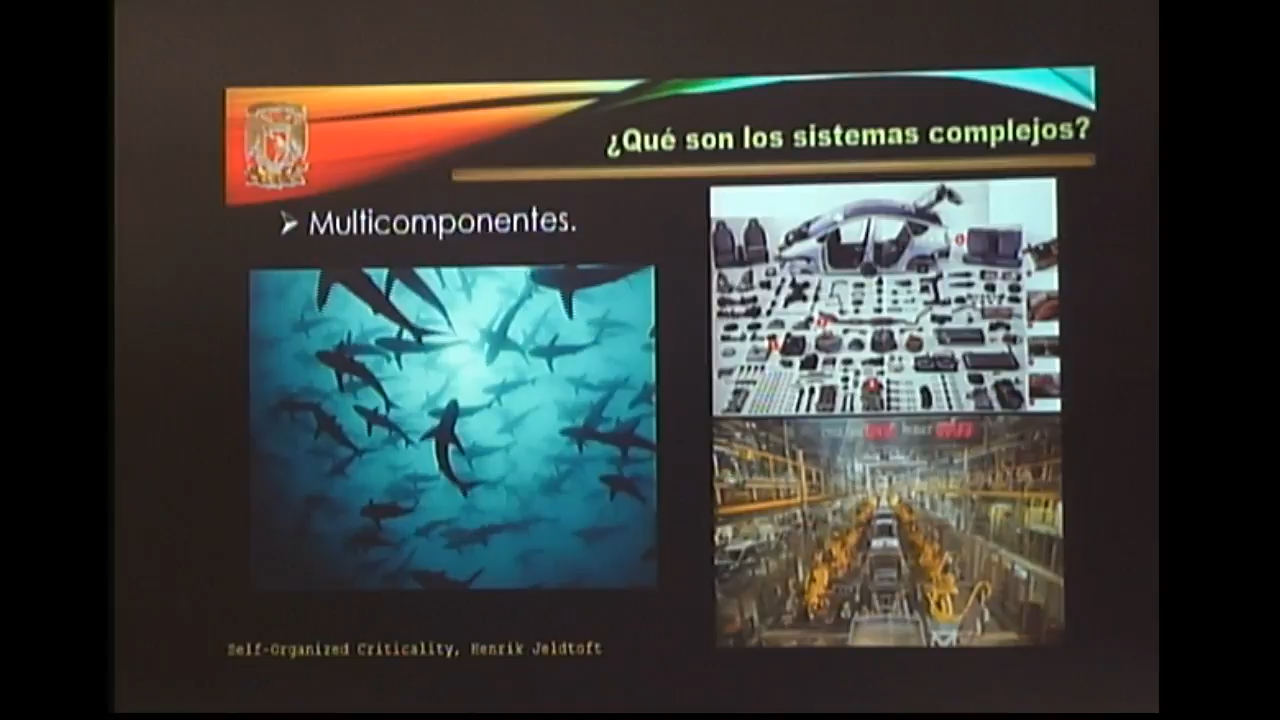 ¿Qué son los sistemas complejos?
Multicomponentes.
Self-Organized Criticality, Henrik Jeldtoft